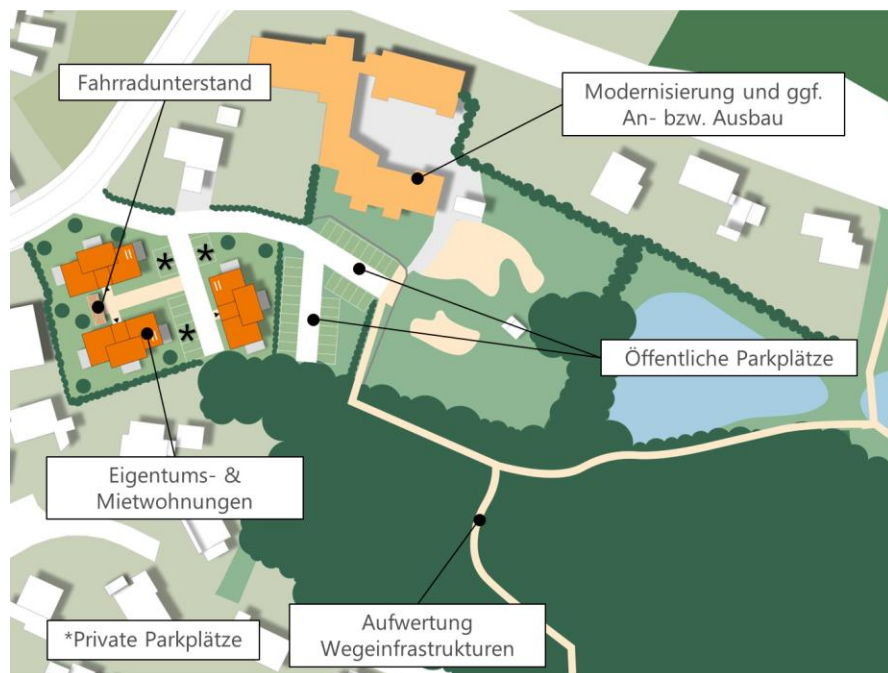 Fahrradunterstand
Modernisierung und ggf.
An- bzw. Ausbau
*
*
*
Öffentliche Parkplätze
Eigentums- &
Mietwohnungen
Aufwertung
Wegeinfrastrukturen
*Private Parkplätze